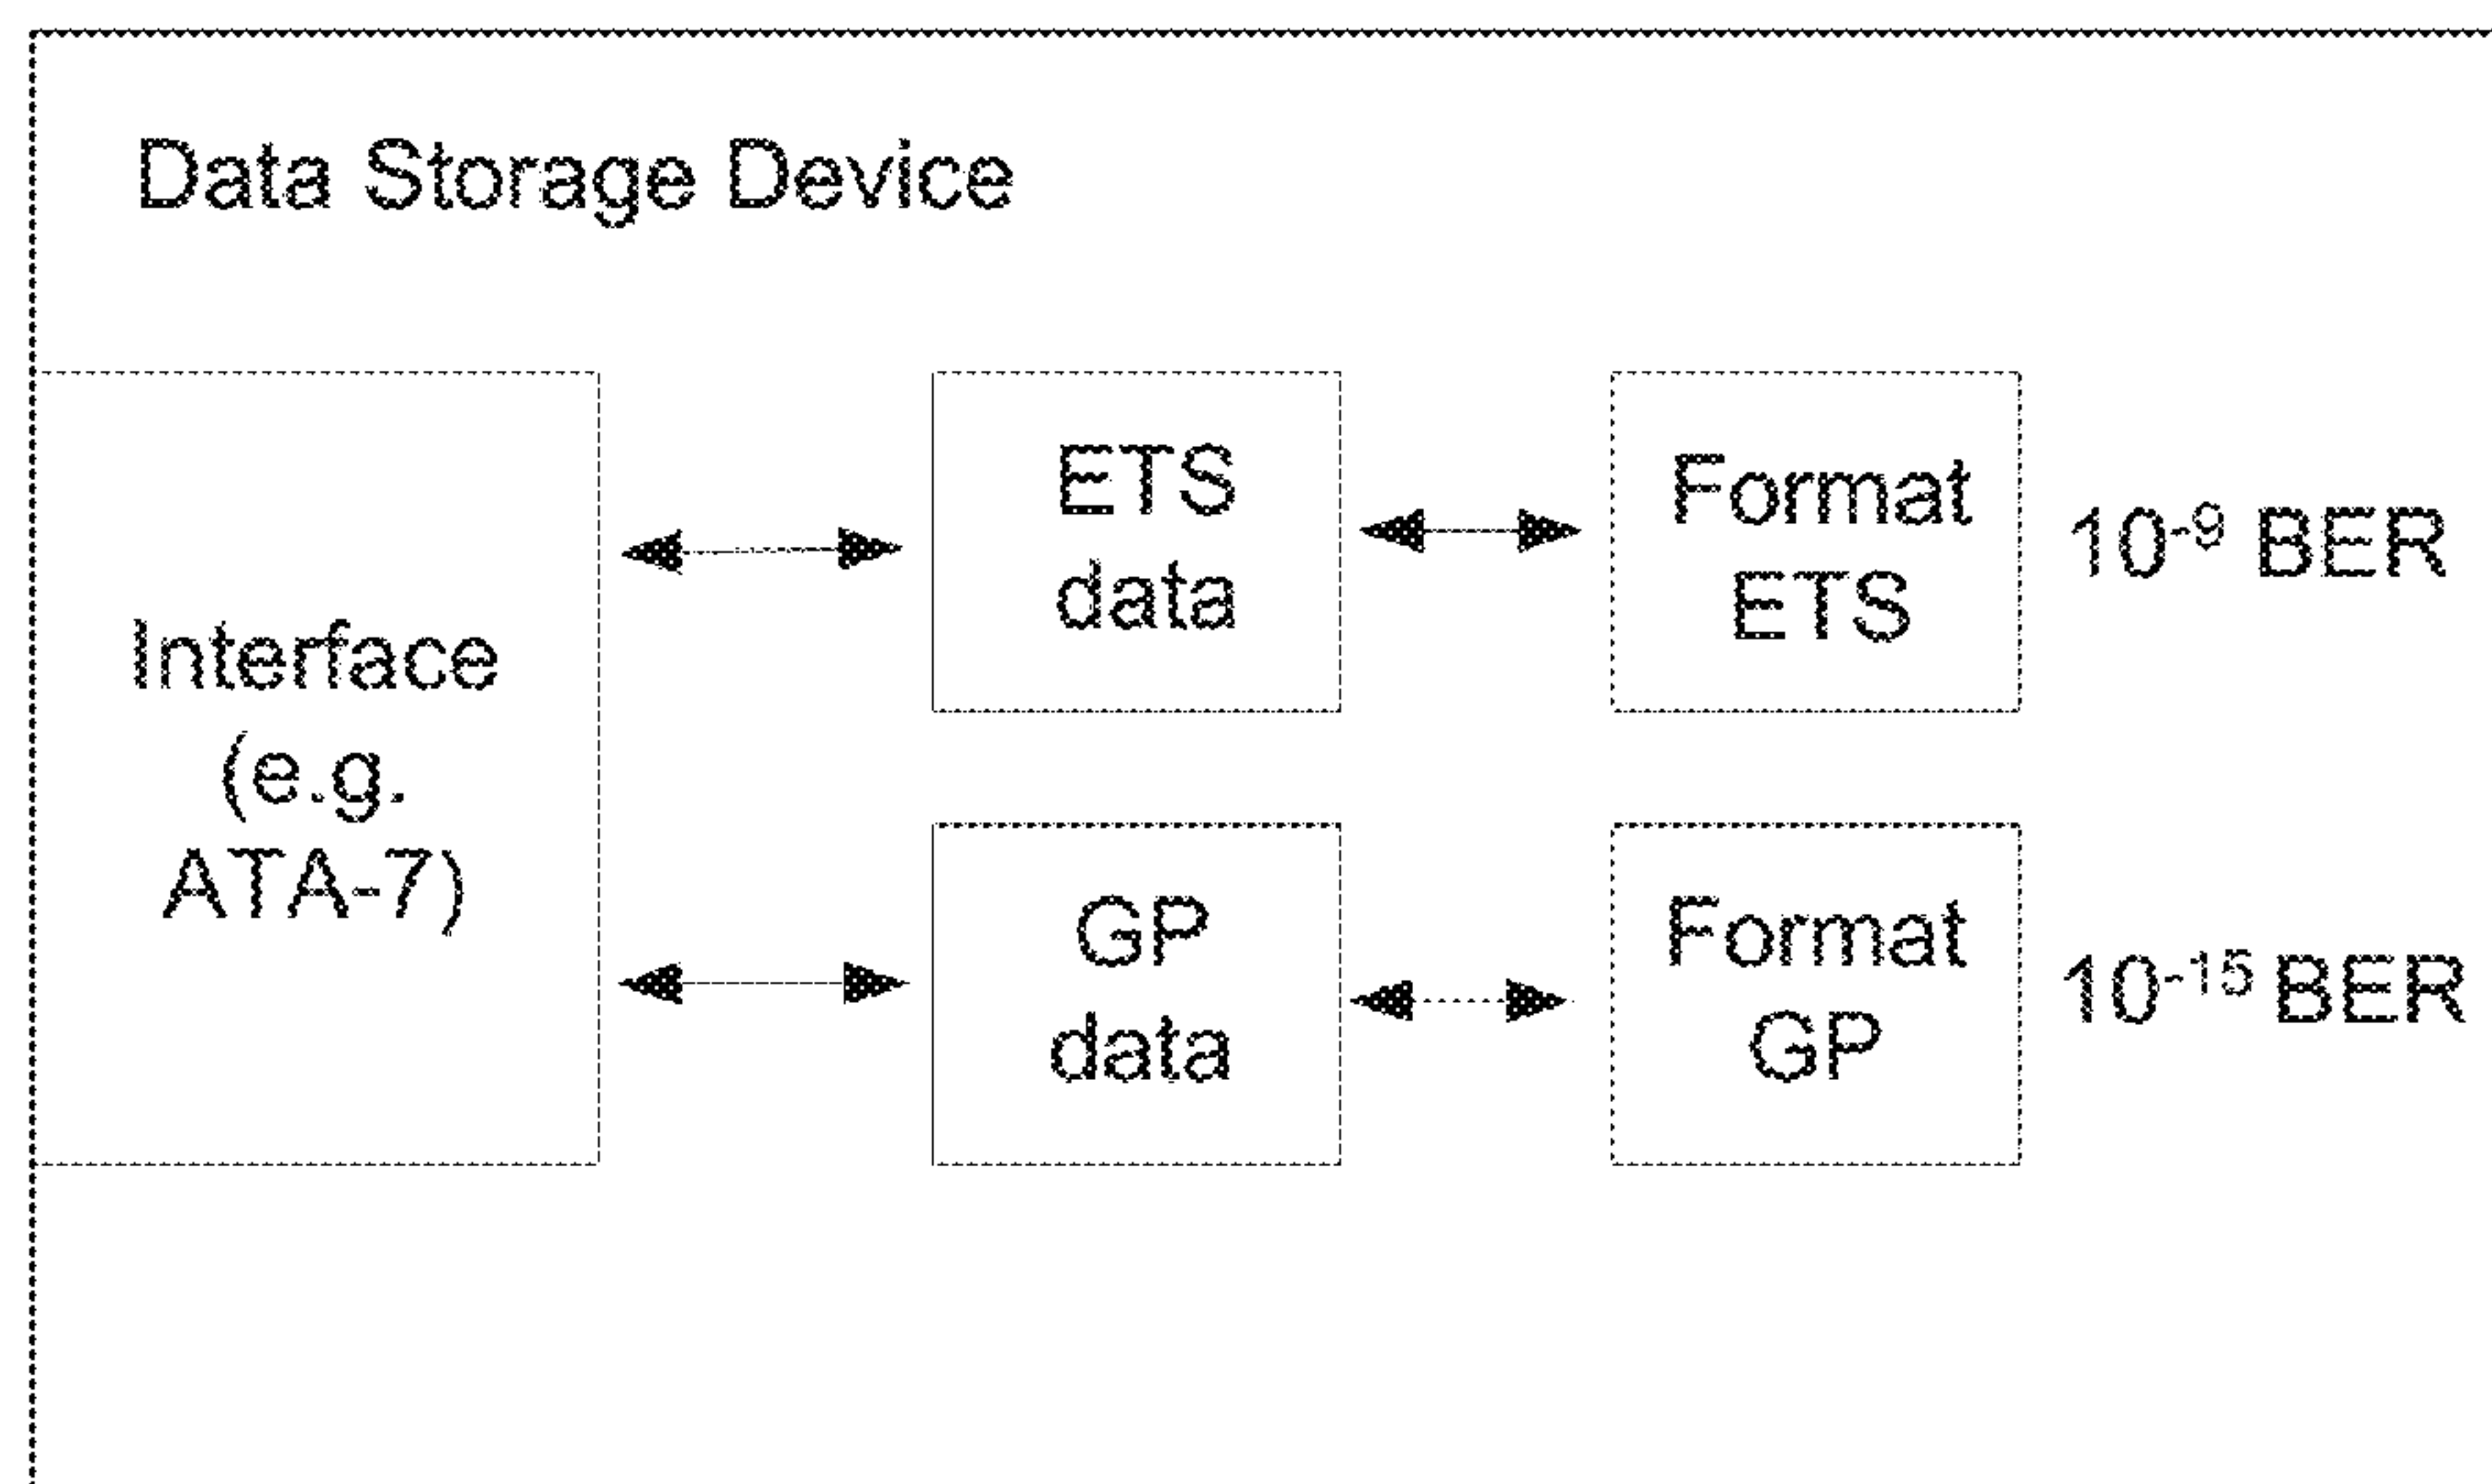 Data Storage Device
Interface
(e.g.
ATA-7)
ETS
data
Format
ETS
10⁻⁹ BER
GP
data
Format
GP
10⁻¹⁵ BER